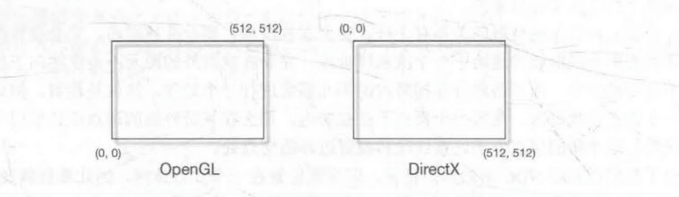 (512, 512)
(0, 0)
(0, 0)
(512, 512)
OpenGL
DirectX